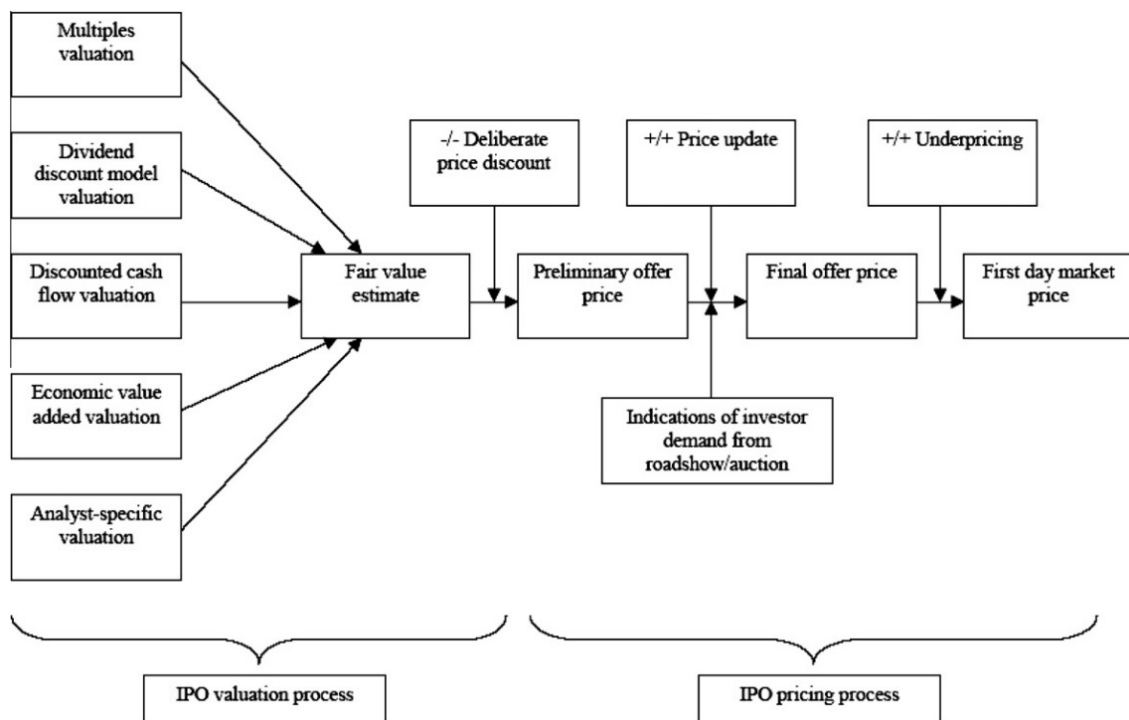 Multiples
valuation
Dividend
discount model
valuation
Discounted cash
flow valuation
Economic value
added valuation
Analyst-specific
valuation
Fair value
estimate
-/- Deliberate
price discount
Preliminary offer
price
+/+ Price update
Indications of investor
demand from
roadshow/auction
Final offer price
+/+ Underpricing
First day market
price
IPO valuation process
IPO pricing process